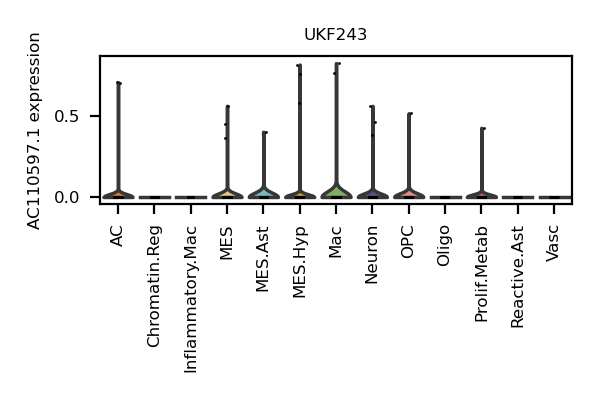 UKF243
AC110597.1 expression
0.5
0.0
AC
Chromatin.Reg
Inflammatory.Mac
MES
MES.Ast
MES.Hyp
Mac
Neuron
OPC
Oligo
Prolif.Metab
Reactive.Ast
Vasc